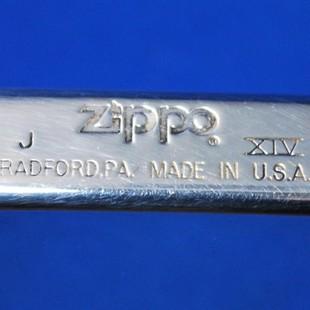 Zippo ®
J XIV
RADFORD, PA. MADE IN U.S.A.